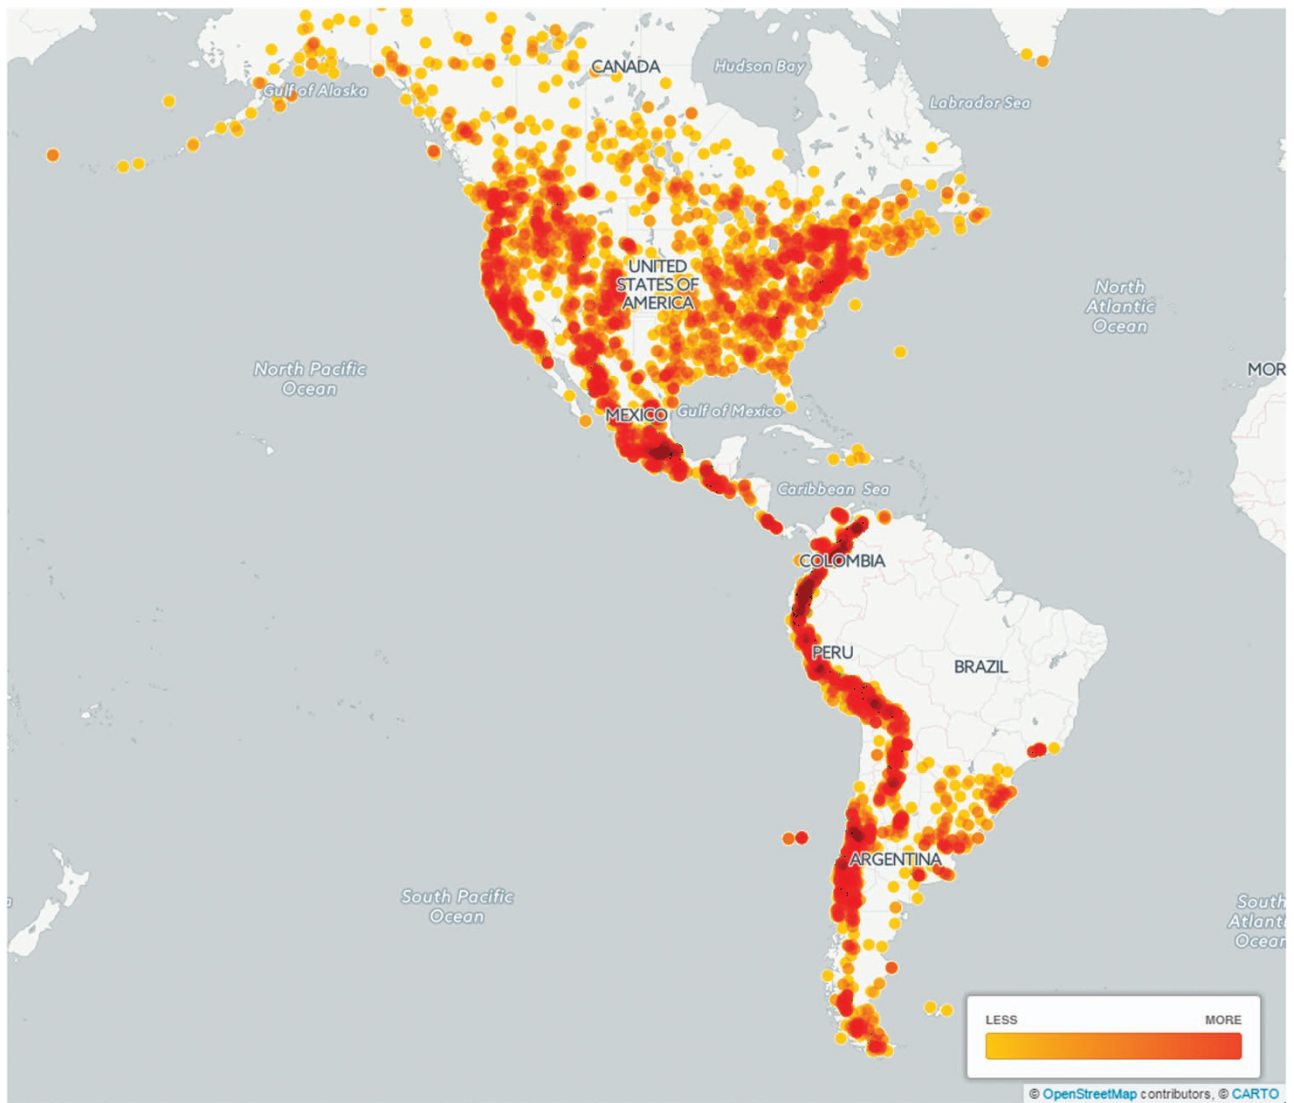 CANADA
Hudson Bay
Gulf of Alaska
Labrador Sea
UNITED
STATES OF
AMERICA
North
Atlantic
Ocean
North Pacific
Ocean
MOR
MEXICO
Gulf of Mexico
Caribbean Sea
COLOMBIA
PERU
BRAZIL
ARGENTINA
South Pacific
Ocean
a
South
Atlanti
Ocean
LESS
MORE
© OpenStreetMap contributors, © CARTO